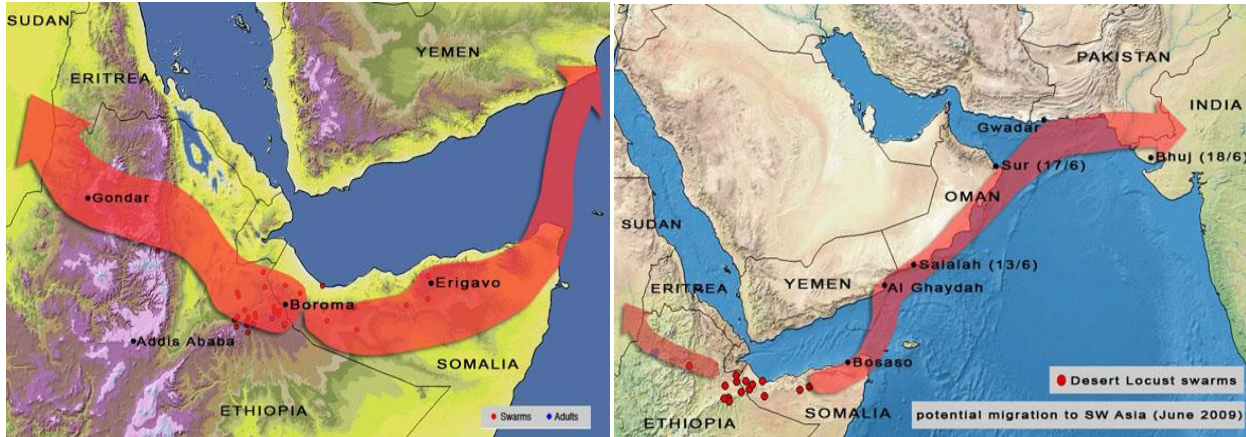 SUDAN
YEMEN
ERITREA
Gondar
Boroma
Erigavo
Addis Ababa
SOMALIA
ETHIOPIA
Swarms Adults
PAKISTAN
INDIA
Gwadar
Bhuj (18/6)
Sur (17/6)
OMAN
SUDAN
Salalah (13/6)
YEMEN
Al Ghaydah
ERITREA
Bosaso
Desert Locust swarms
SOMALIA
ETHIOPIA
potential migration to SW Asia (June 2009)